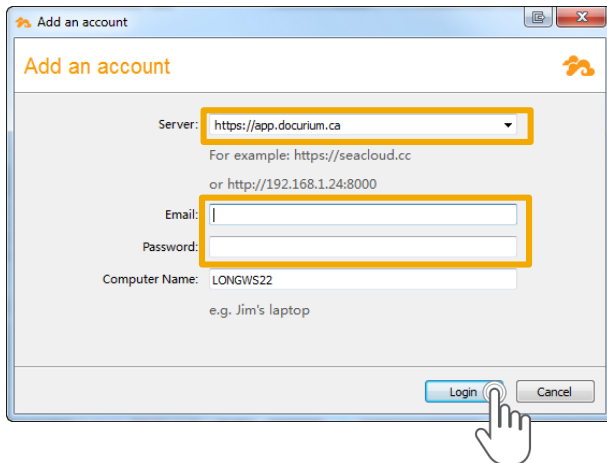 Add an account
Add an account
Server: https://app.docurium.ca
For example: https://seacloud.cc
or http://192.168.1.24:8000
Email:
Password:
Computer Name: LONGWS22
e.g. Jim's laptop
Login Cancel